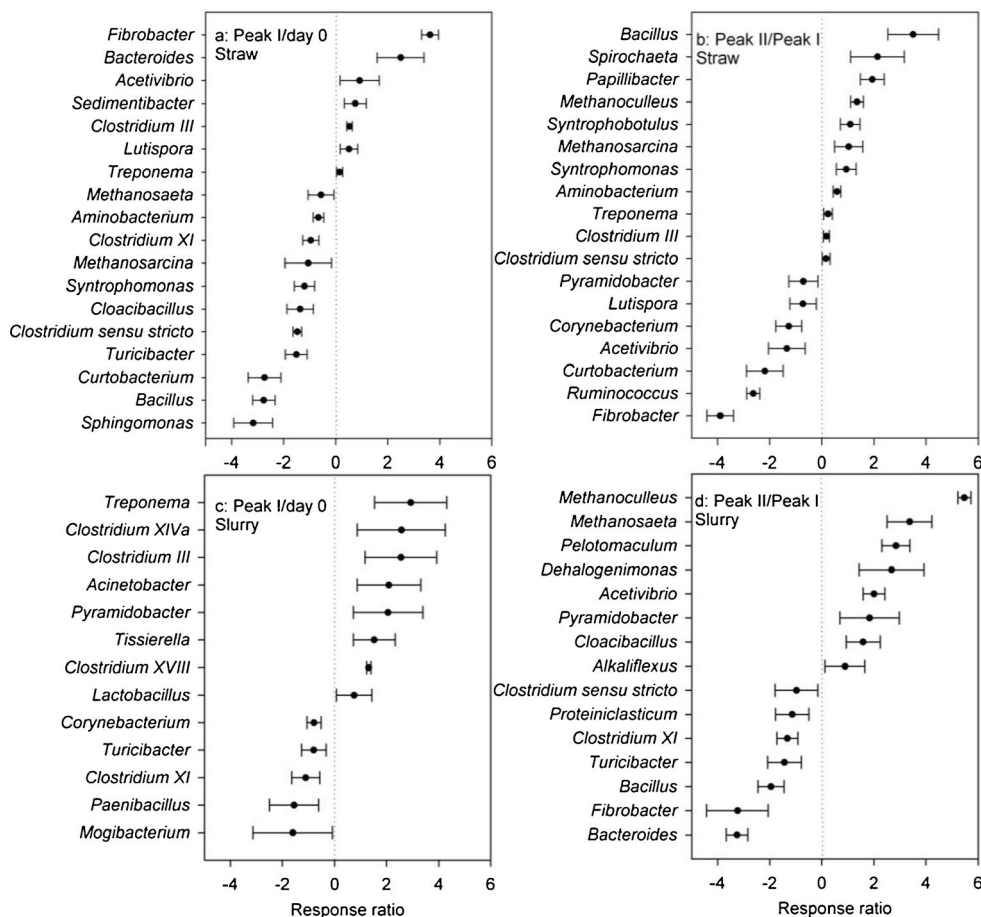 Fibrobacter
Bacteroides
Acetivibrio
Sedimentibacter
Clostridium III
Lutispora
Treponema
Methanosaeta
Aminobacterium
Clostridium XI
Methanosarcina
Syntrophomonas
Cloacibacillus
Clostridium sensu stricto
Turicibacter
Curtobacterium
Bacillus
Sphingomonas
a: Peak I/day 0
Straw
-4 -2 0 2 4 6
Bacillus
Spirochaeta
Papillibacter
Methanoculleus
Syntrophobotulus
Methanosarcina
Syntrophomonas
Aminobacterium
Treponema
Clostridium III
Clostridium sensu stricto
Pyramidobacter
Lutispora
Corynebacterium
Acetivibrio
Curtobacterium
Ruminococcus
Fibrobacter
b: Peak II/Peak I
Straw
-4 -2 0 2 4 6
Treponema
Clostridium XIVa
Clostridium III
Acinetobacter
Pyramidobacter
Tissierella
Clostridium XVIII
Lactobacillus
Corynebacterium
Turicibacter
Clostridium XI
Paenibacillus
Mogibacterium
c: Peak I/day 0
Slurry
-4 -2 0 2 4 6
Response ratio
Methanoculleus
Methanosaeta
Pelotomaculum
Dehalogenimonas
Acetivibrio
Pyramidobacter
Cloacibacillus
Alkaliflexus
Clostridium sensu stricto
Proteiniclasticum
Clostridium XI
Turicibacter
Bacillus
Fibrobacter
Bacteroides
d: Peak II/Peak I
Slurry
-4 -2 0 2 4 6
Response ratio